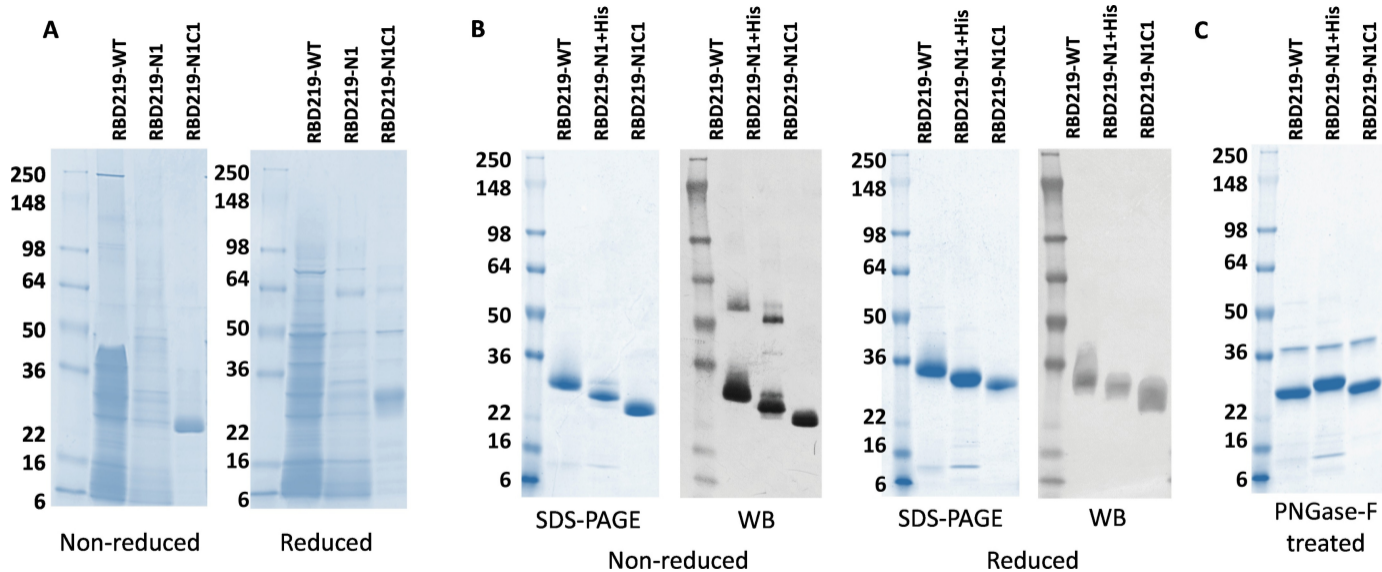 A
RBD219-WT
RBD219-N1
RBD219-N1C1
250
148
98
64
50
36
22
16
6
Non-reduced
RBD219-WT
RBD219-N1
RBD219-N1C1
250
148
98
64
50
36
22
16
6
Reduced
B
RBD219-WT
RBD219-N1+His
RBD219-N1C1
250
148
98
64
50
36
22
16
6
SDS-PAGE
RBD219-WT
RBD219-N1+His
RBD219-N1C1
WB
Non-reduced
RBD219-WT
RBD219-N1+His
RBD219-N1C1
250
148
98
64
50
36
22
16
6
SDS-PAGE
RBD219-WT
RBD219-N1+His
RBD219-N1C1
WB
Reduced
C
RBD219-WT
RBD219-N1+His
RBD219-N1C1
250
148
98
64
50
36
22
16
6
PNGase-F
treated